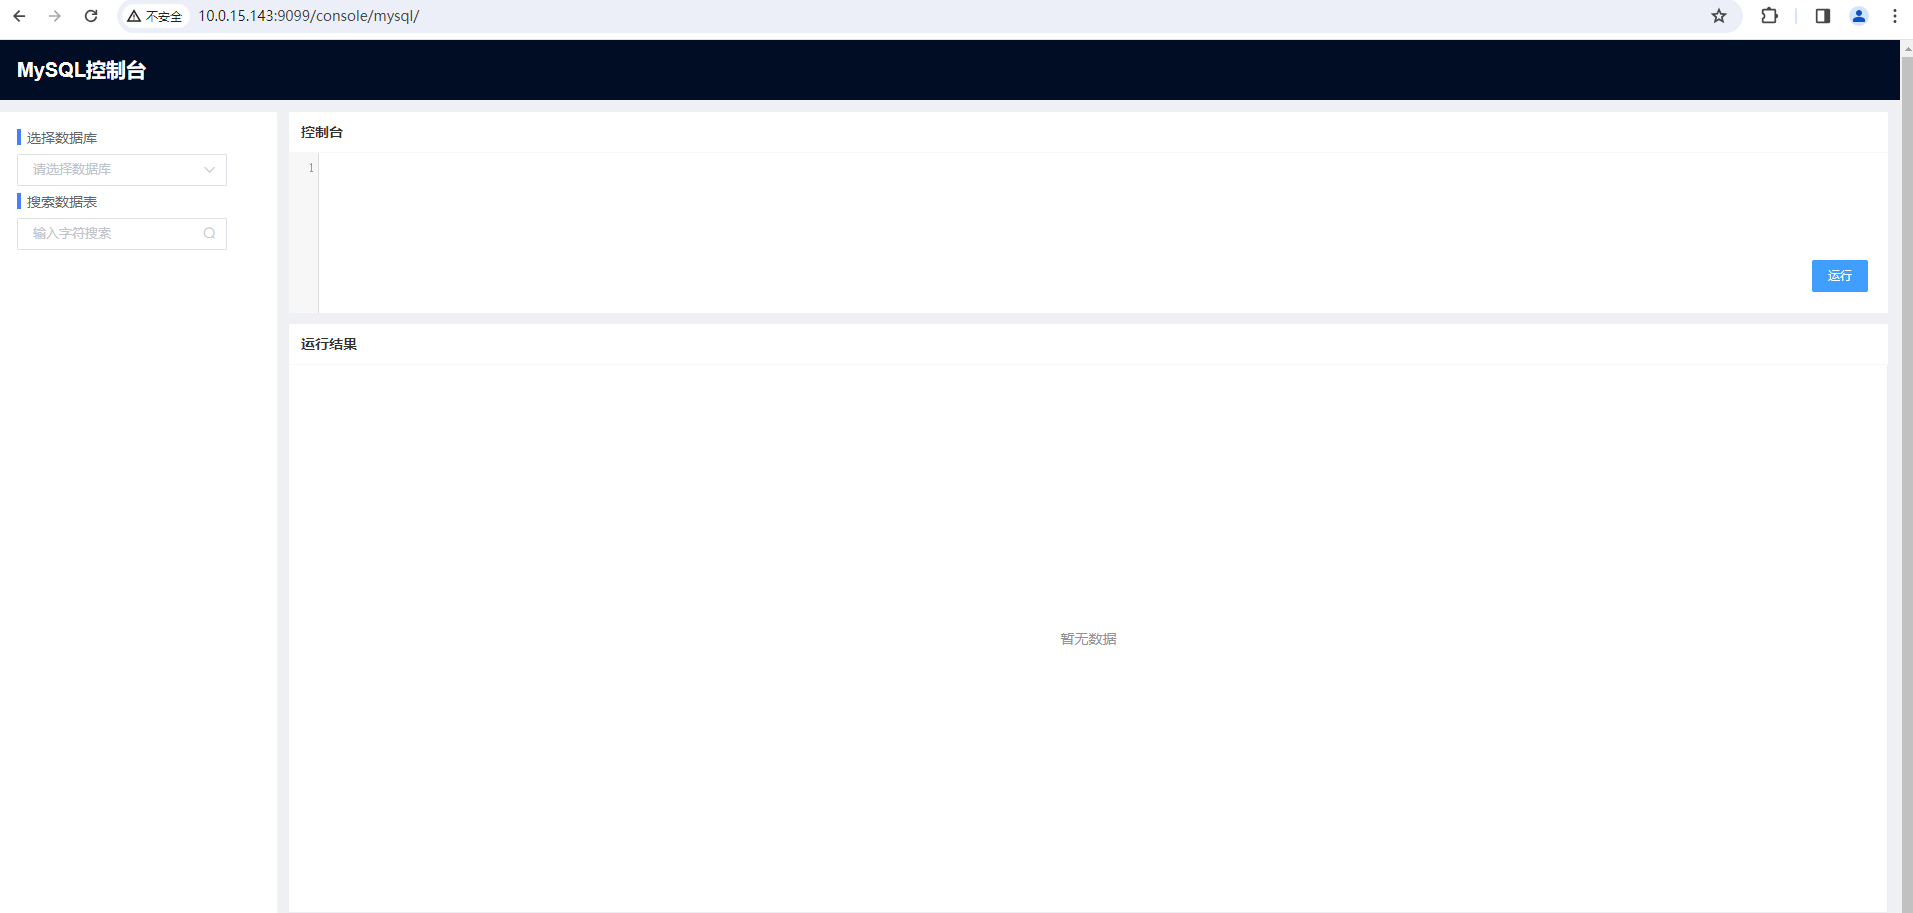 不安全 10.0.15.143:9099/console/mysql/
MySQL控制台
选择数据库
请选择数据库
搜索数据表
输入字符搜索
控制台
1
运行
运行结果
暂无数据